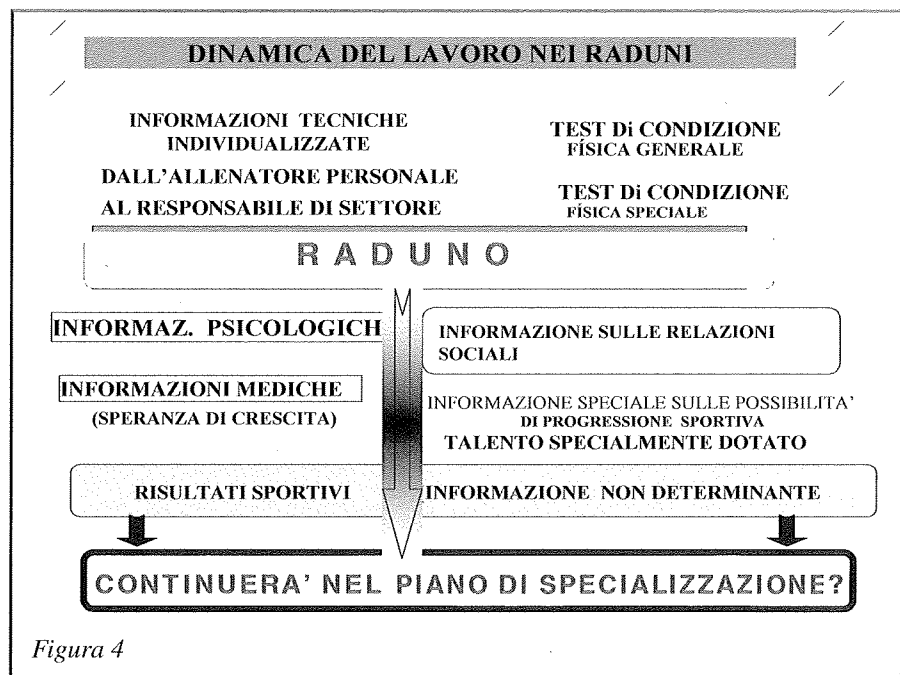 DINAMICA DEL LAVORO NEI RADUNI
INFORMAZIONI TECNICHE
INDIVIDUALIZZATE
DALL'ALLENATORE PERSONALE
AL RESPONSABILE DI SETTORE
TEST Di CONDIZIONE
FÍSICA GENERALE
TEST Di CONDIZIONE
FÍSICA SPECIALE
RADUNO
INFORMAZ. PSICOLOGICH
INFORMAZIONE SULLE RELAZIONI
SOCIALI
INFORMAZIONI MEDICHE
(SPERANZA DI CRESCITA)
INFORMAZIONE SPECIALE SULLE POSSIBILITA'
DI PROGRESSIONE SPORTIVA
TALENTO SPECIALMENTE DOTATO
RISULTATI SPORTIVI
INFORMAZIONE NON DETERMINANTE
CONTINUERA' NEL PIANO DI SPECIALIZZAZIONE?
Figura 4